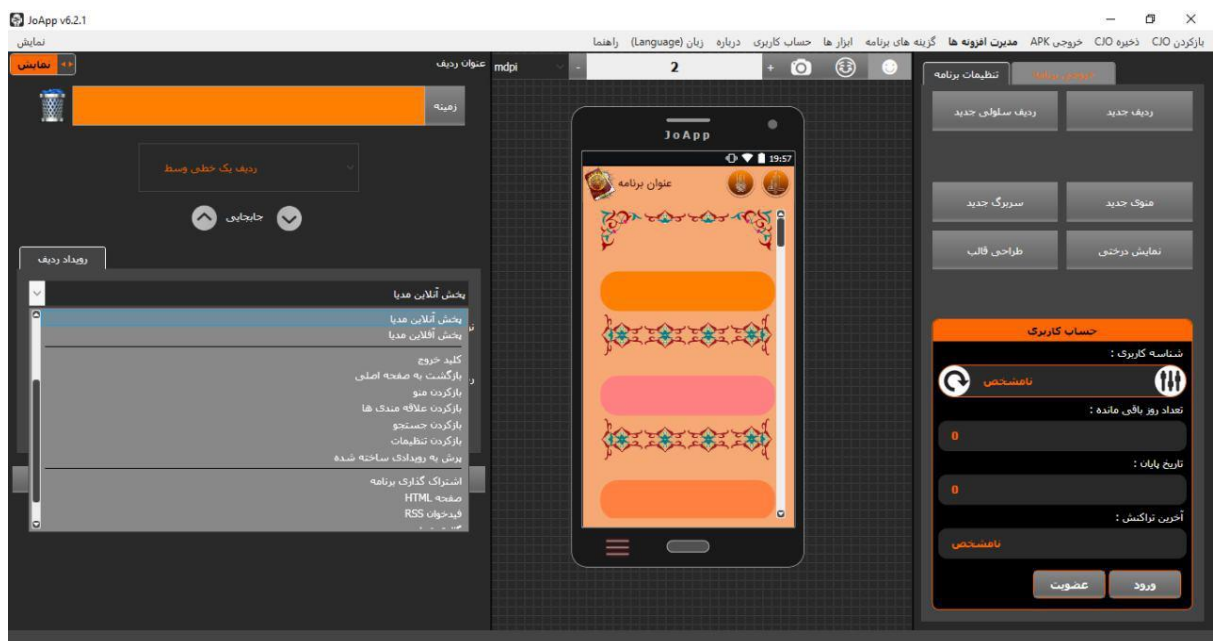 JoApp v6.2.1
بازکردن CJO ذخیره CJO خروجی APK مدیرت افزونه ها گزینه های برنامه ابزار ها حساب کاربری درباره زبان (Language) راهنما
نمایش
عنوان ردیف
نمایش
زمینه
ردیف یک خطی وسط
جابجایی
رویداد ردیف
پخش آنلاین مدیا
پخش آنلاین مدیا
پخش آفلاین مدیا
کلید خروج
بازگشت به صفحه اصلی
بازکردن منو
بازکردن علاقه مندی ها
بازکردن جستجو
بازکردن تنظیمات
پرش به رویدادی ساخته شده
اشتراک گذاری برنامه
صفحه HTML
فیدخوان RSS
mdpi
-
2
+
JoApp
19:57
عنوان برنامه
تنظیمات برنامه
خروجی برنامه
ردیف جدید
ردیف سلولی جدید
منوی جدید
سربرگ جدید
نمایش درختی
طراحی قالب
حساب کاربری
شناسه کاربری :
نامشخص
تعداد روز باقی مانده :
0
تاریخ پایان :
0
آخرین تراکنش :
نامشخص
ورود
عضویت